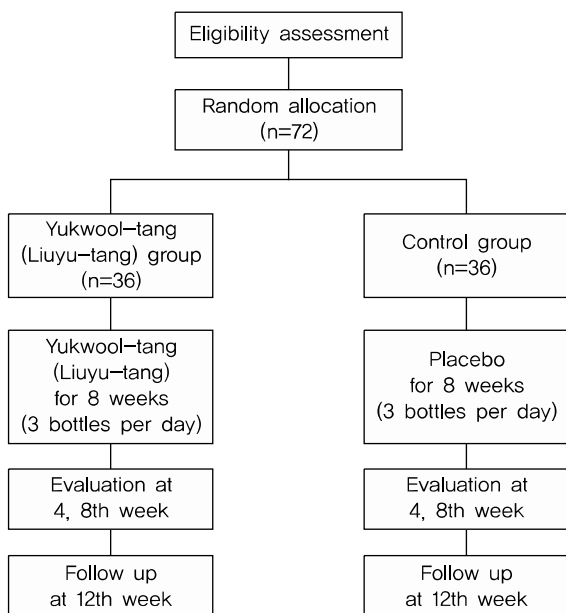 Eligibility assessment
Random allocation
(n=72)
Yukwool-tang
(Liuyu-tang) group
(n=36)
Control group
(n=36)
Yukwool-tang
(Liuyu-tang)
for 8 weeks
(3 bottles per day)
Placebo
for 8 weeks
(3 bottles per day)
Evaluation at
4, 8th week
Evaluation at
4, 8th week
Follow up
at 12th week
Follow up
at 12th week